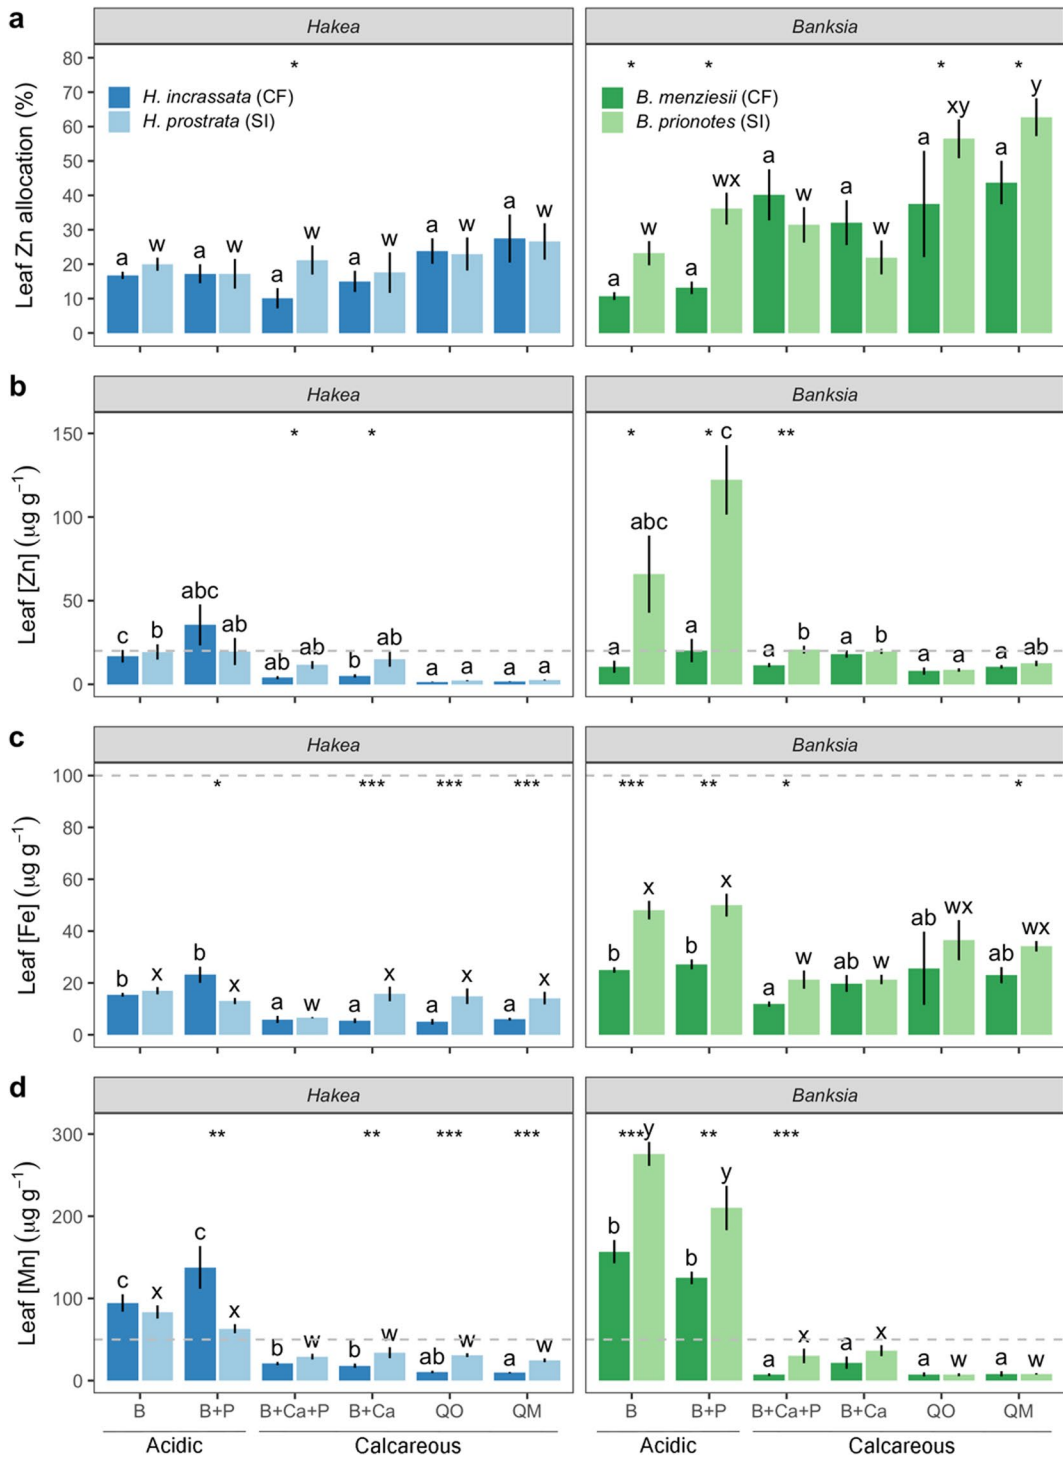 a
Hakea
Banksia
Leaf Zn allocation (%)
80
70
60
50
40
30
20
10
0
*
* * * *
H. incrassata (CF)
H. prostrata (SI)
B. menziesii (CF)
B. prionotes (SI)
a w a w a w a w a w a w
a w a wx a w a w a xy a y
b
Hakea
Banksia
Leaf [Zn] (µg g⁻¹)
150
100
50
0
* *
* * **
c b abc ab ab ab b ab a a a a
a abc a c a b a b a a a ab
c
Hakea
Banksia
Leaf [Fe] (µg g⁻¹)
100
80
60
40
20
0
* *** *** ***
*** ** * *
b x b x a w a x a x a x
b x b x a w ab w ab wx ab wx
d
Hakea
Banksia
Leaf [Mn] (µg g⁻¹)
300
200
100
0
** ** *** ***
*** ** ***
c x c x b w b w ab w a w
b y b y a x a x a w a w
B B+P B+Ca+P B+Ca QO QM
B B+P B+Ca+P B+Ca QO QM
Acidic Calcareous
Acidic Calcareous